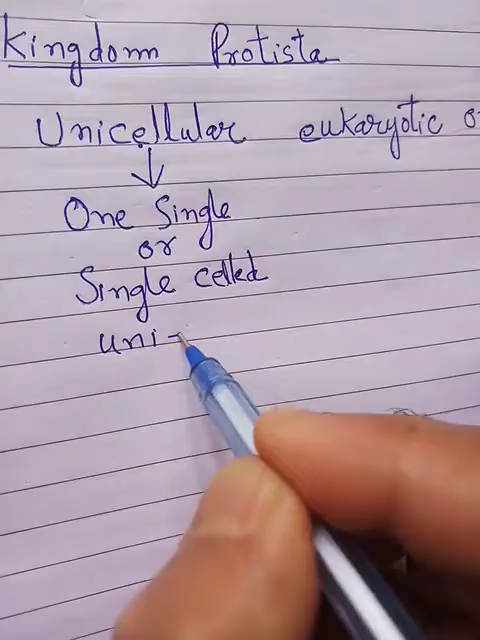 Kingdom Protista
Unicellular eukaryotic
One Single
or
Single celled
uni -